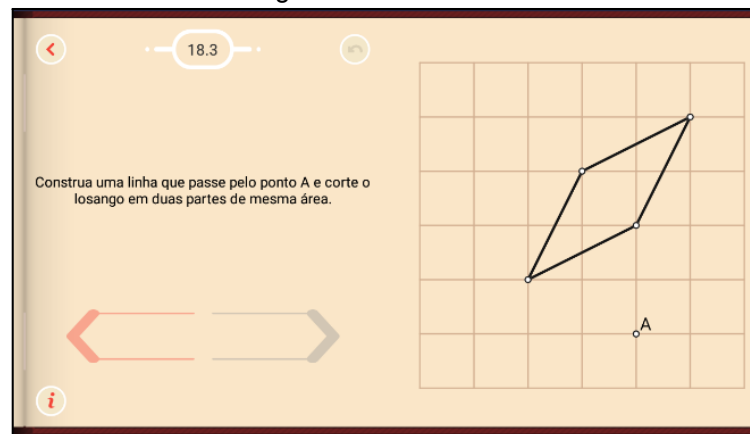 18.3
Construa uma linha que passe pelo ponto A e corte o
losango em duas partes de mesma área.
A
i